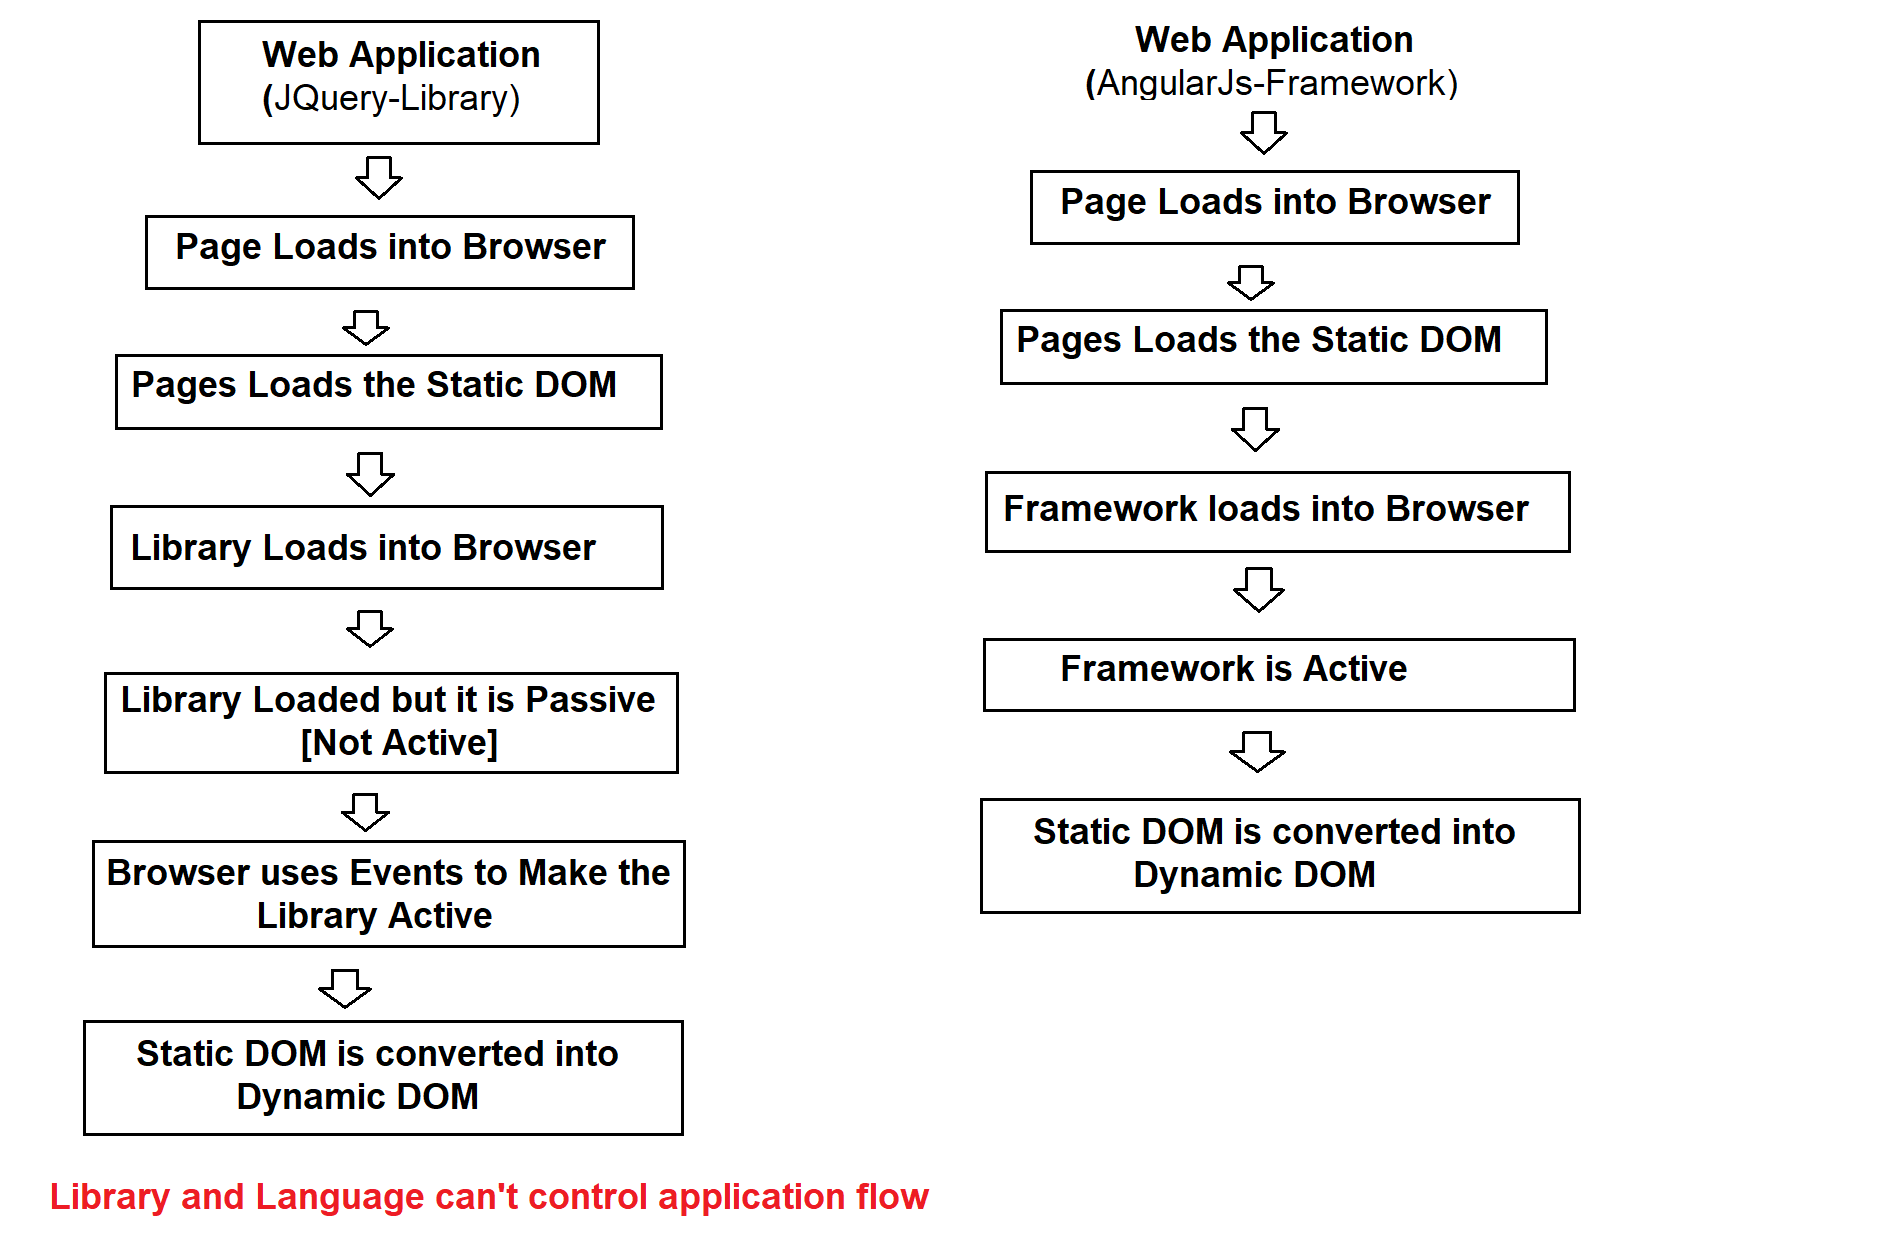 Web Application
(JQuery-Library)
Page Loads into Browser
Pages Loads the Static DOM
Library Loads into Browser
Library Loaded but it is Passive
[Not Active]
Browser uses Events to Make the
Library Active
Static DOM is converted into
Dynamic DOM
Library and Language can't control application flow
Web Application
(AngularJs-Framework)
Page Loads into Browser
Pages Loads the Static DOM
Framework loads into Browser
Framework is Active
Static DOM is converted into
Dynamic DOM